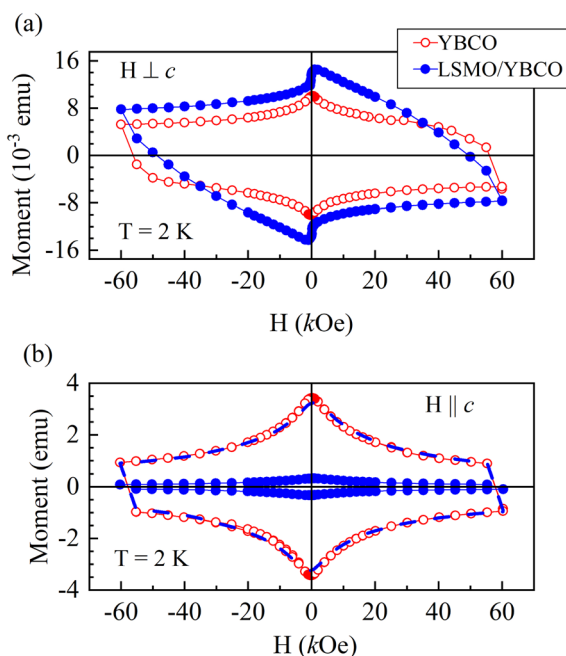 (a)
YBCO
LSMO/YBCO
H ⊥ c
T = 2 K
Moment (10⁻³ emu)
16
8
0
-8
-16
-60 -40 -20 0 20 40 60
H (kOe)
(b)
H || c
T = 2 K
Moment (emu)
4
2
0
-2
-4
-60 -40 -20 0 20 40 60
H (kOe)